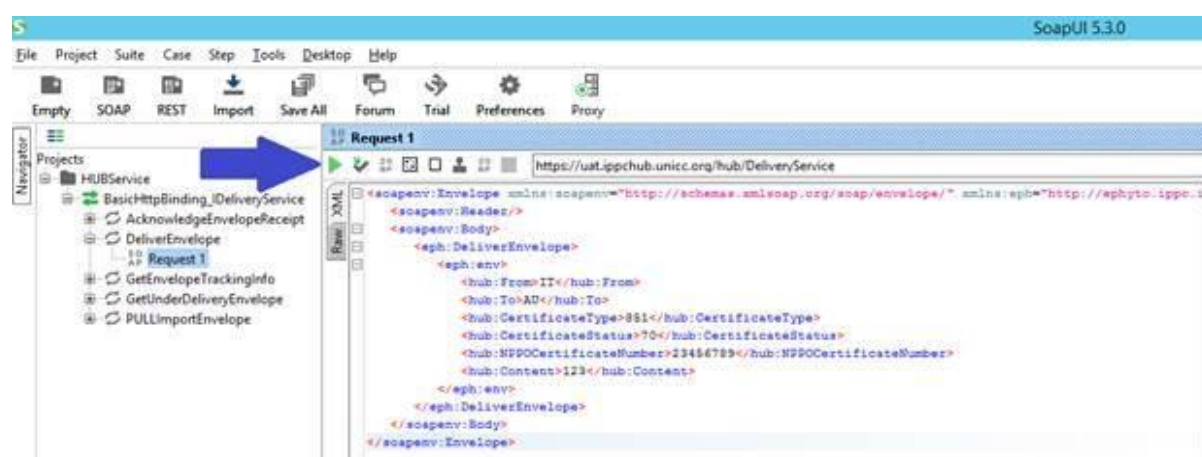 SoapUI 5.3.0
File Project Suite Case Step Tools Desktop Help
Empty SOAP REST Import Save All Forum Trial Preferences Proxy
Navigator
Projects
HUBService
BasicHttpBinding_IDeliveryService
AcknowledgeEnvelopeReceipt
DeliverEnvelope
Request 1
GetEnvelopeTrackingInfo
GetUnderDeliveryEnvelope
PULLImportEnvelope
Request 1
https://uat.ippchub.unicc.org/hub/DeliveryService
XML
Raw
<soapenv:Envelope xmlns:soapenv="http://schemas.xmlsoap.org/soap/envelope/" xmlns:eph="http://ephyto.ippc.
<soapenv:Header/>
<soapenv:Body>
<eph:DeliverEnvelope>
<eph:env>
<hub:From>IT</hub:From>
<hub:To>AU</hub:To>
<hub:CertificateType>851</hub:CertificateType>
<hub:CertificateStatus>70</hub:CertificateStatus>
<hub:NPPOCertificateNumber>23456789</hub:NPPOCertificateNumber>
<hub:Content>123</hub:Content>
</eph:env>
</eph:DeliverEnvelope>
</soapenv:Body>
</soapenv:Envelope>